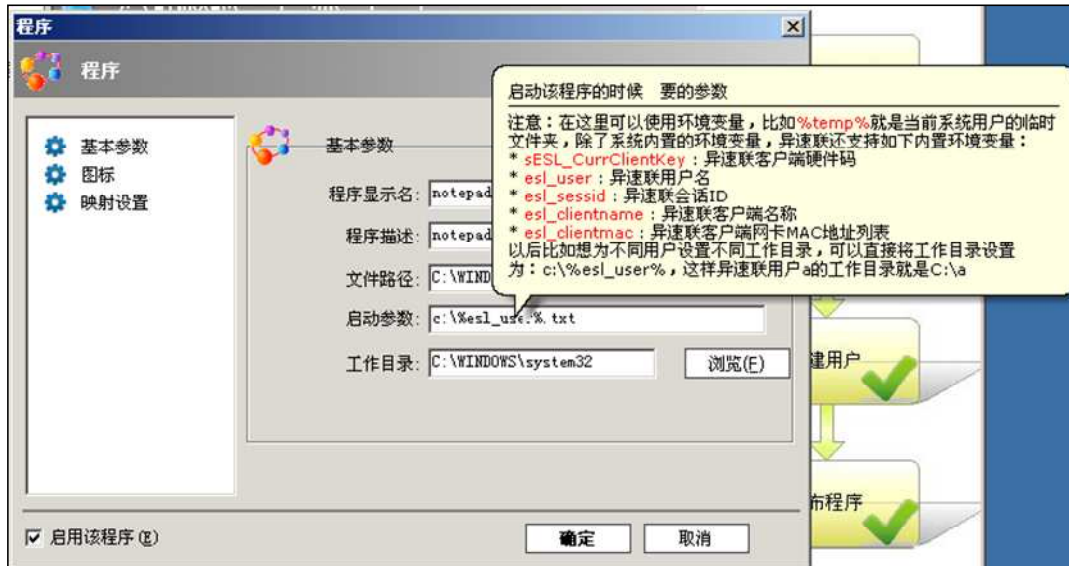 程序
程序
启动该程序的时候 要的参数
注意：在这里可以使用环境变量，比如%temp%就是当前系统用户的临时
文件夹，除了系统内置的环境变量，异速联还支持如下内置环境变量：
* sESL_CurrClientKey：异速联客户端硬件码
* esl_user：异速联用户名
* esl_sessid：异速联会话ID
* esl_clientname：异速联客户端名称
* esl_clientmac：异速联客户端网卡MAC地址列表
以后比如想为不同用户设置不同工作目录，可以直接将工作目录设置
为：c:\%esl_user%，这样异速联用户a的工作目录就是C:\a
基本参数
图标
映射设置
基本参数
程序显示名: notepad
程序描述: notepad
文件路径: C:\WIND
启动参数: c:\%esl_user%.txt
工作目录: C:\WINDOWS\system32
浏览(F)
建用户
布程序
启用该程序(E)
确定
取消